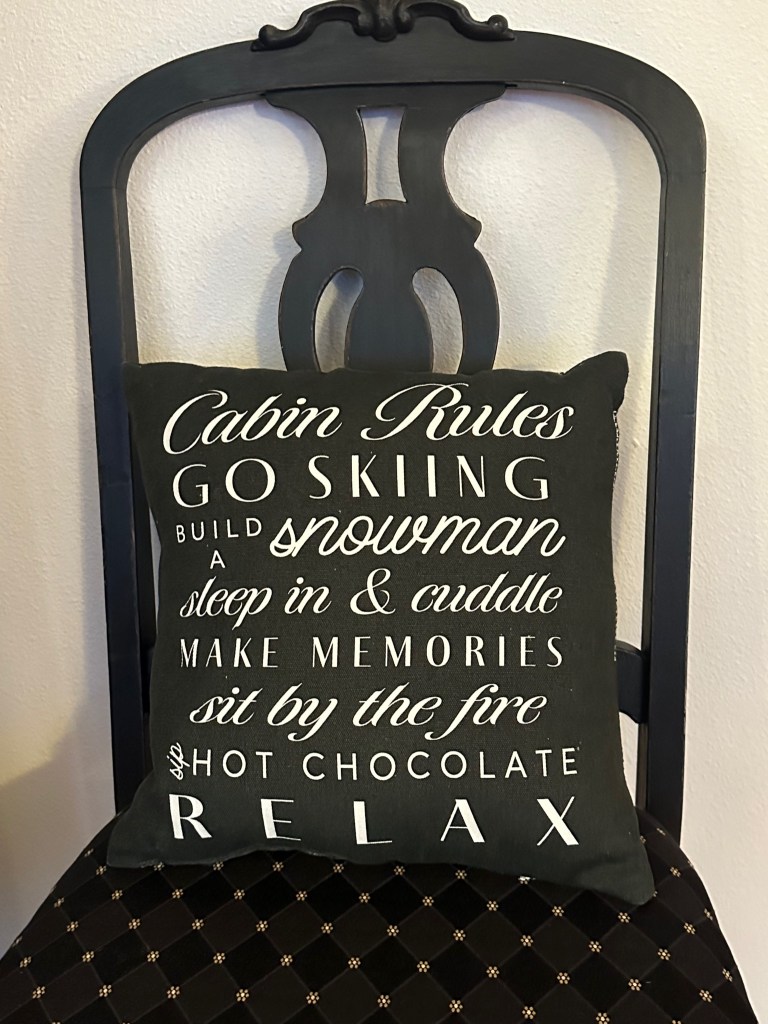 Cabin Rules
GO SKIING
BUILD A snowman
sleep in & cuddle
MAKE MEMORIES
sit by the fire
sip HOT CHOCOLATE
RELAX